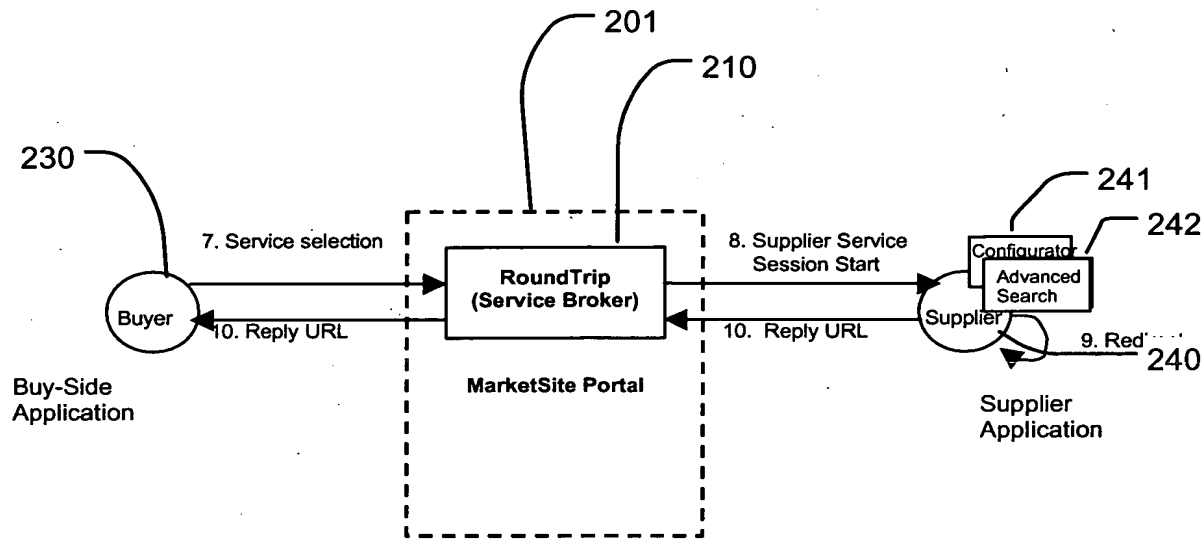 201
210
230
241
242
7. Service selection
8. Supplier Service
Session Start
Configurator
Advanced
Search
RoundTrip
(Service Broker)
Buyer
Supplier
10. Reply URL
10. Reply URL
9.
240
MarketSite Portal
Buy-Side
Application
Supplier
Application